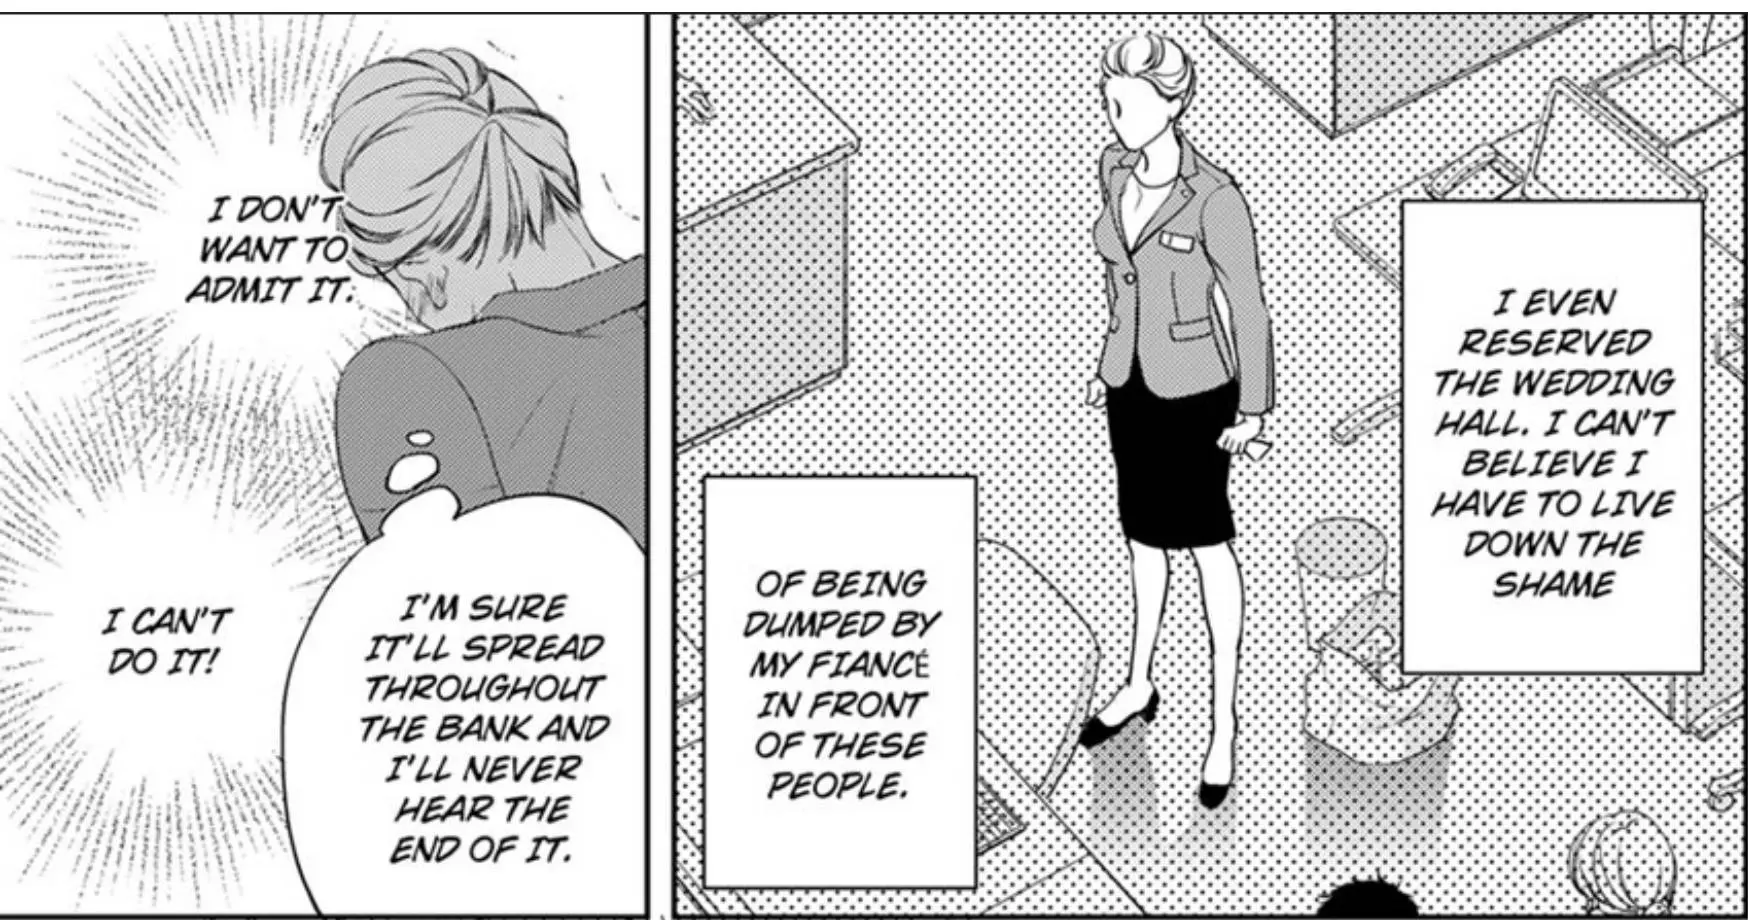 I EVEN
RESERVED
THE WEDDING
HALL. I CAN'T
BELIEVE I
HAVE TO LIVE
DOWN THE
SHAME
OF BEING
DUMPED BY
MY FIANCÉ
IN FRONT
OF THESE
PEOPLE.
I DON'T
WANT TO
ADMIT IT.
I'M SURE
IT'LL SPREAD
THROUGHOUT
THE BANK AND
I'LL NEVER
HEAR THE
END OF IT.
I CAN'T
DO IT!